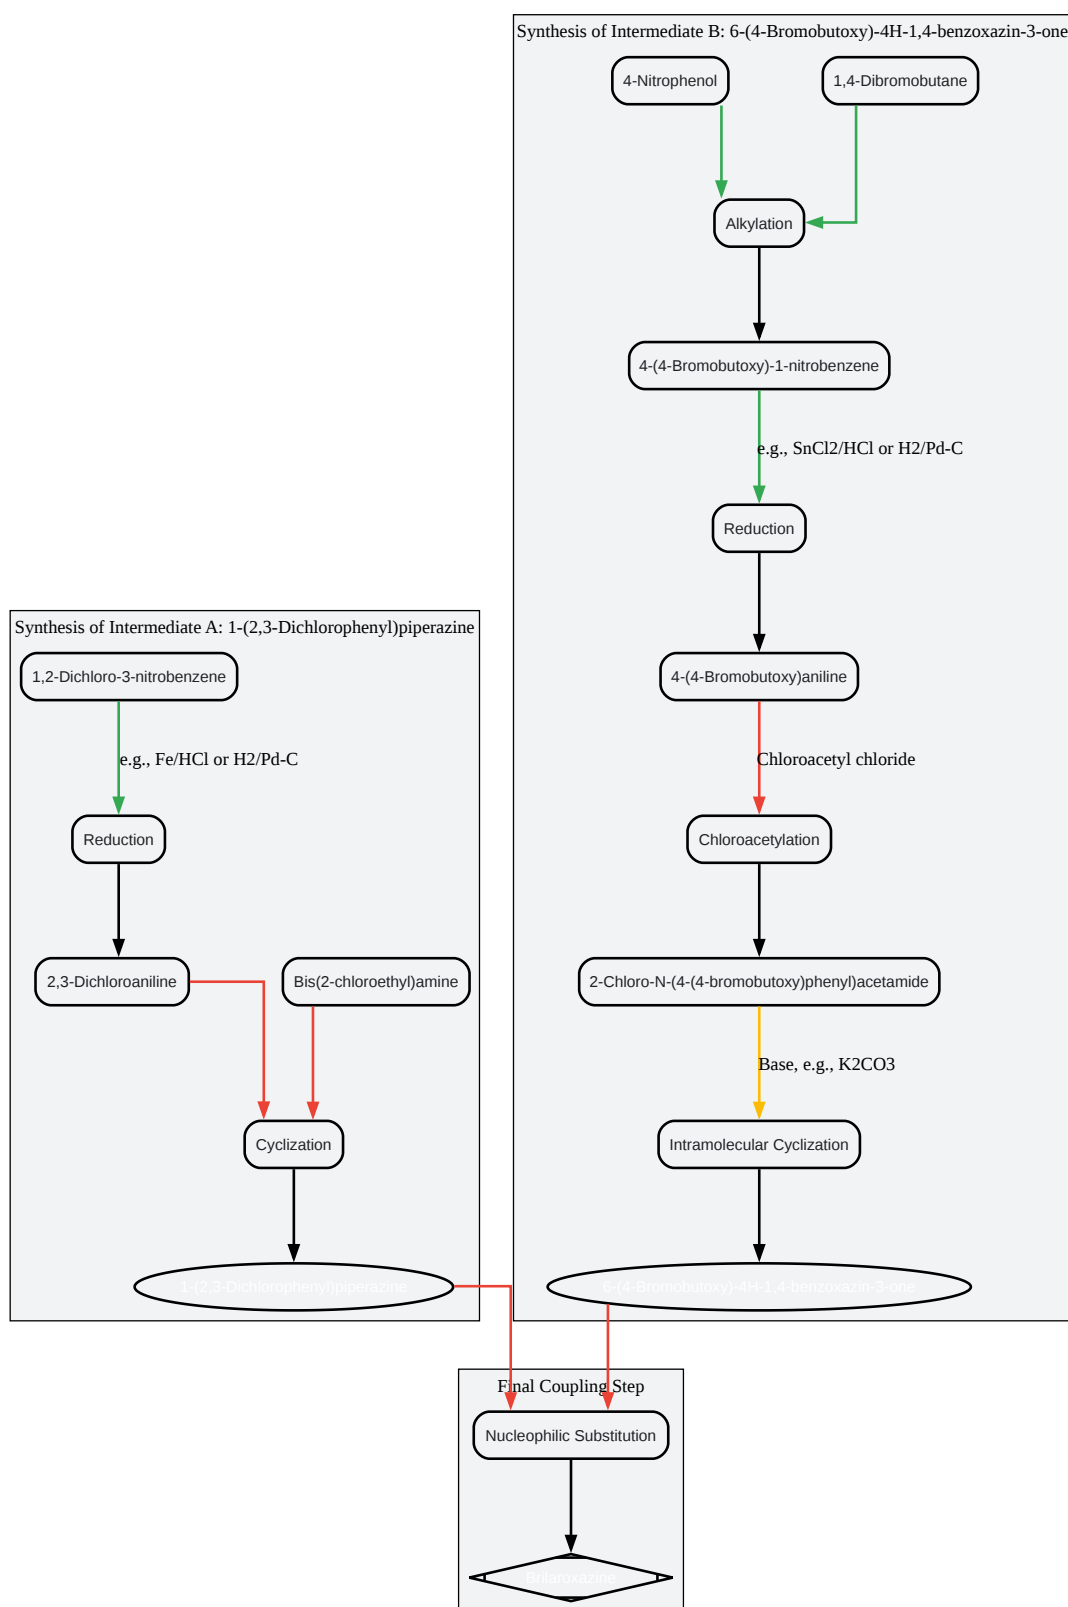 Synthesis of Intermediate B: 6-(4-Bromobutoxy)-4H-1,4-benzoxazin-3-one
4-Nitrophenol
1,4-Dibromobutane
Alkylation
4-(4-Bromobutoxy)-1-nitrobenzene
e.g., SnCl2/HCl or H2/Pd-C
Reduction
4-(4-Bromobutoxy)aniline
Chloroacetyl chloride
Chloroacetylation
2-Chloro-N-(4-(4-bromobutoxy)phenyl)acetamide
Base, e.g., K2CO3
Intramolecular Cyclization
6-(4-Bromobutoxy)-4H-1,4-benzoxazin-3-one
Synthesis of Intermediate A: 1-(2,3-Dichlorophenyl)piperazine
1,2-Dichloro-3-nitrobenzene
e.g., Fe/HCl or H2/Pd-C
Reduction
2,3-Dichloroaniline
Bis(2-chloroethyl)amine
Cyclization
1-(2,3-Dichlorophenyl)piperazine
Final Coupling Step
Nucleophilic Substitution
Brilaroxazine